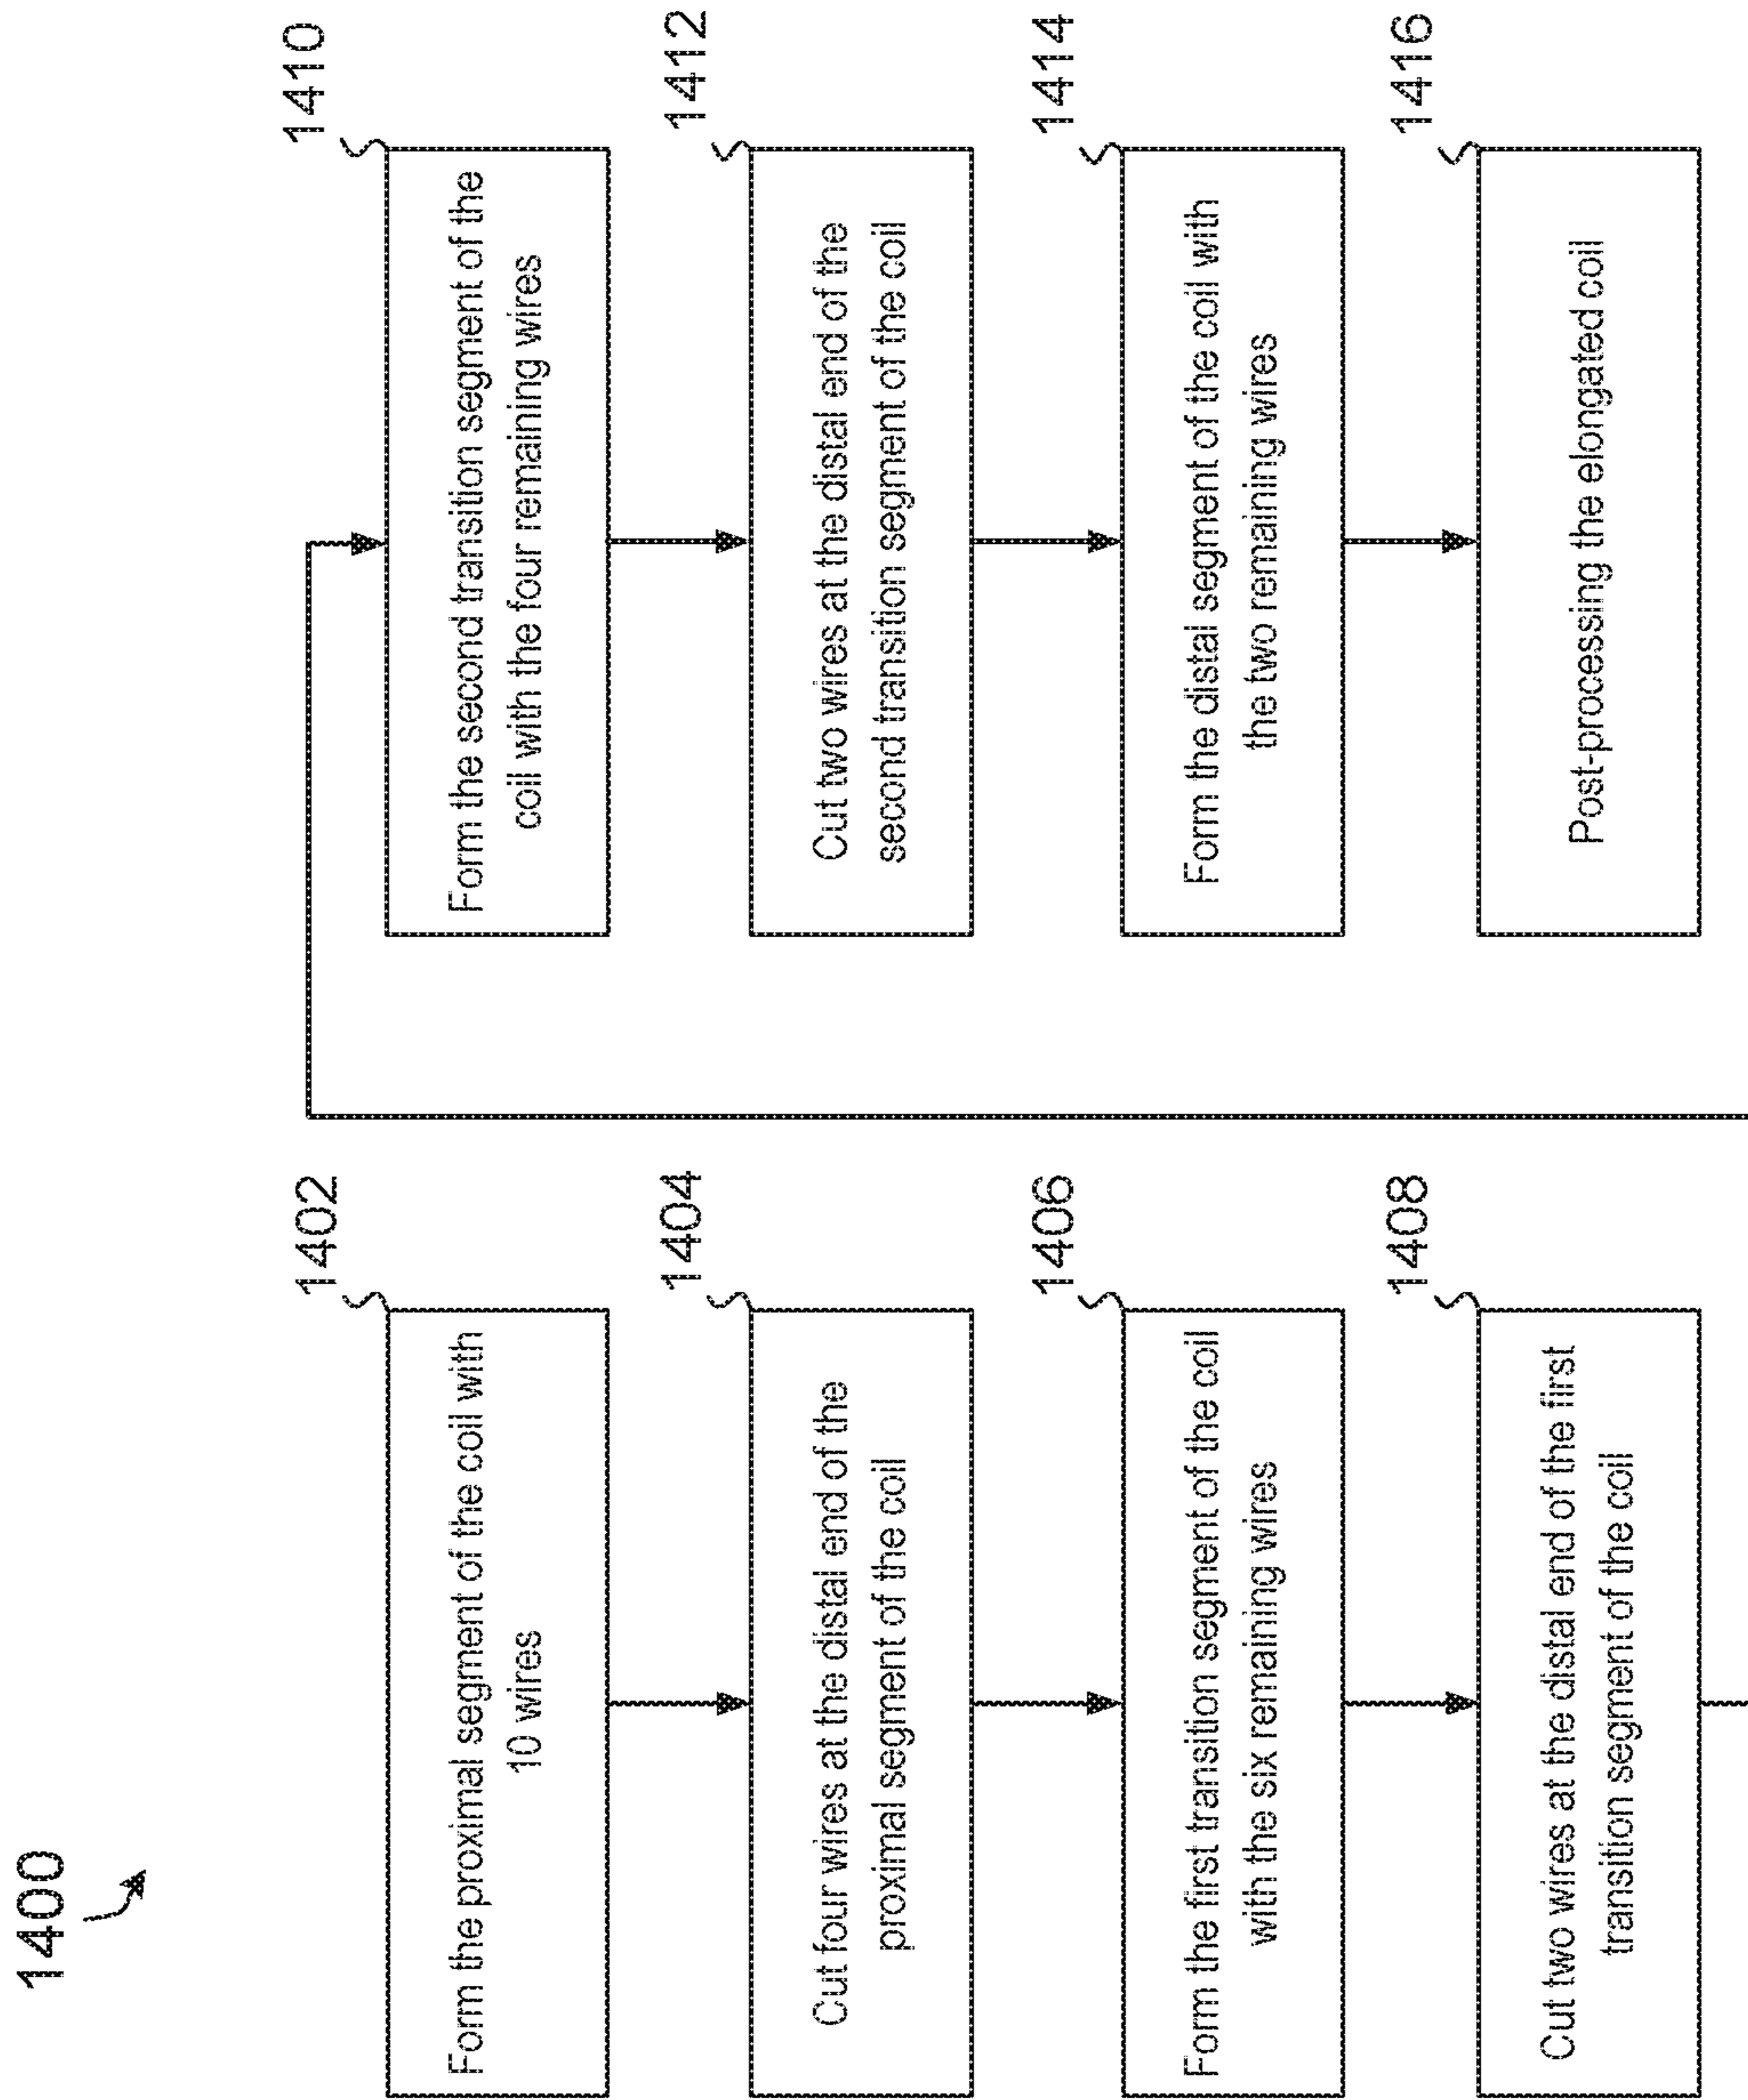 1400
1402
Form the proximal segment of the coil with
10 wires
1404
Cut four wires at the distal end of the
proximal segment of the coil
1406
Form the first transition segment of the coil
with the six remaining wires
1408
Cut two wires at the distal end of the first
transition segment of the coil
1410
Form the second transition segment of the
coil with the four remaining wires
1412
Cut two wires at the distal end of the
second transition segment of the coil
1414
Form the distal segment of the coil with
the two remaining wires
1416
Post-processing the elongated coil